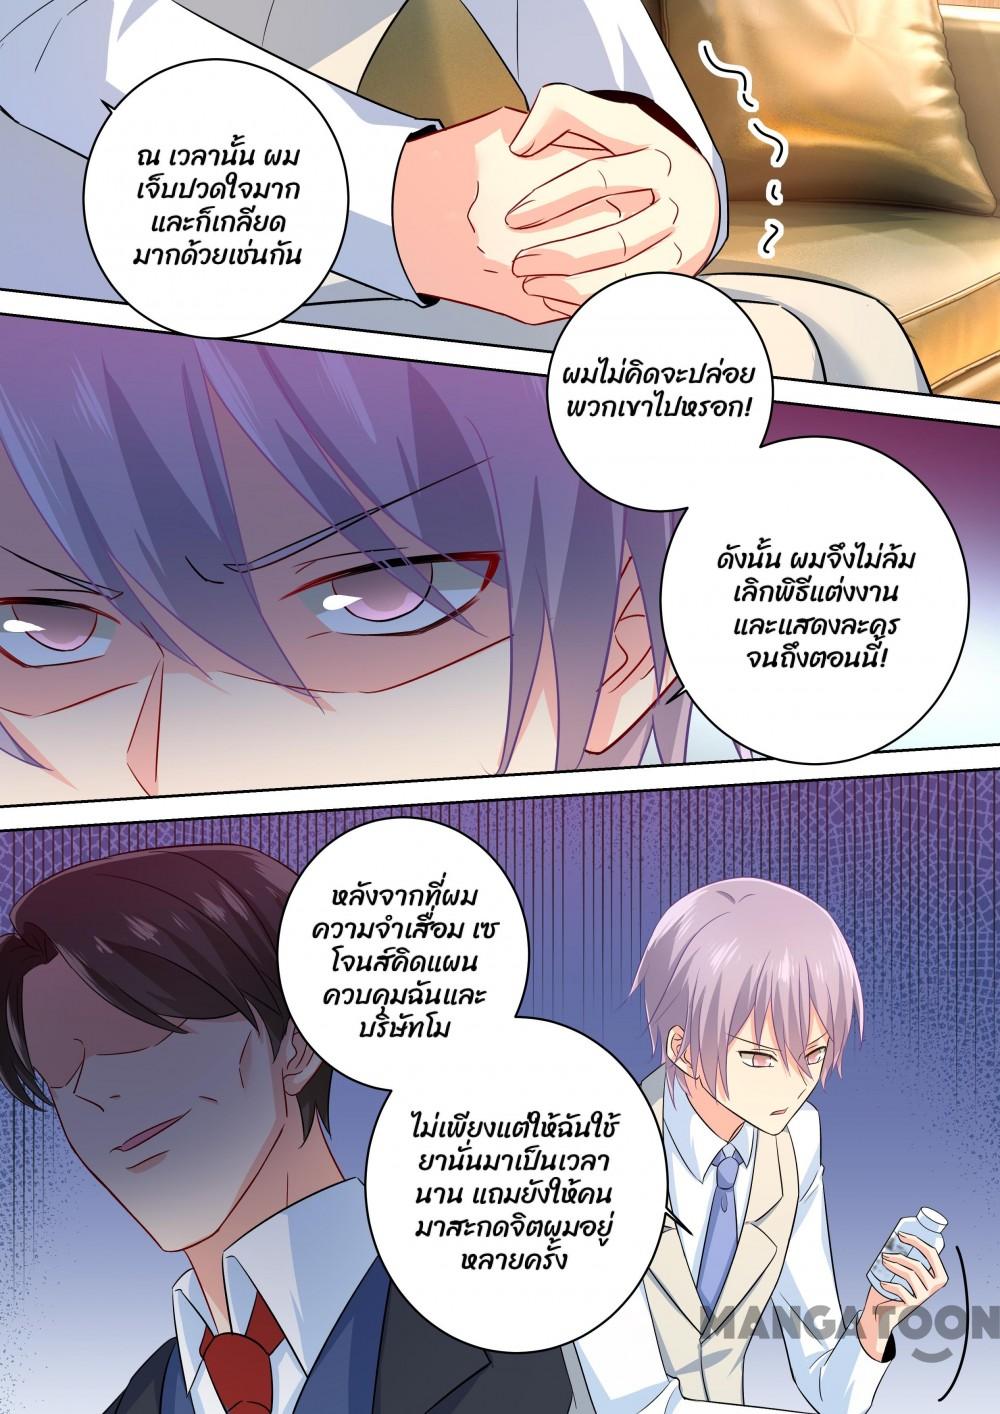 ณ เวลานั้น ผม
เจ็บปวดใจมาก
และก็เกลียด
มากด้วยเช่นกัน
ผมไม่คิดจะปล่อย
พวกเขาไปหรอก!
ดังนั้น ผมจึงไม่ล้ม
เลิกพิธีแต่งงาน
และแสดงละคร
จนถึงตอนนี้!
หลังจากที่ผม
ความจำเสื่อม เซ
โจนส์คิดแผน
ควบคุมฉันและ
บริษัทโม
ไม่เพียงแต่ให้ฉันใช้
ยานั่นมาเป็นเวลา
นาน แถมยังให้คน
มาสะกดจิตผมอยู่
หลายครั้ง
MANGATOON